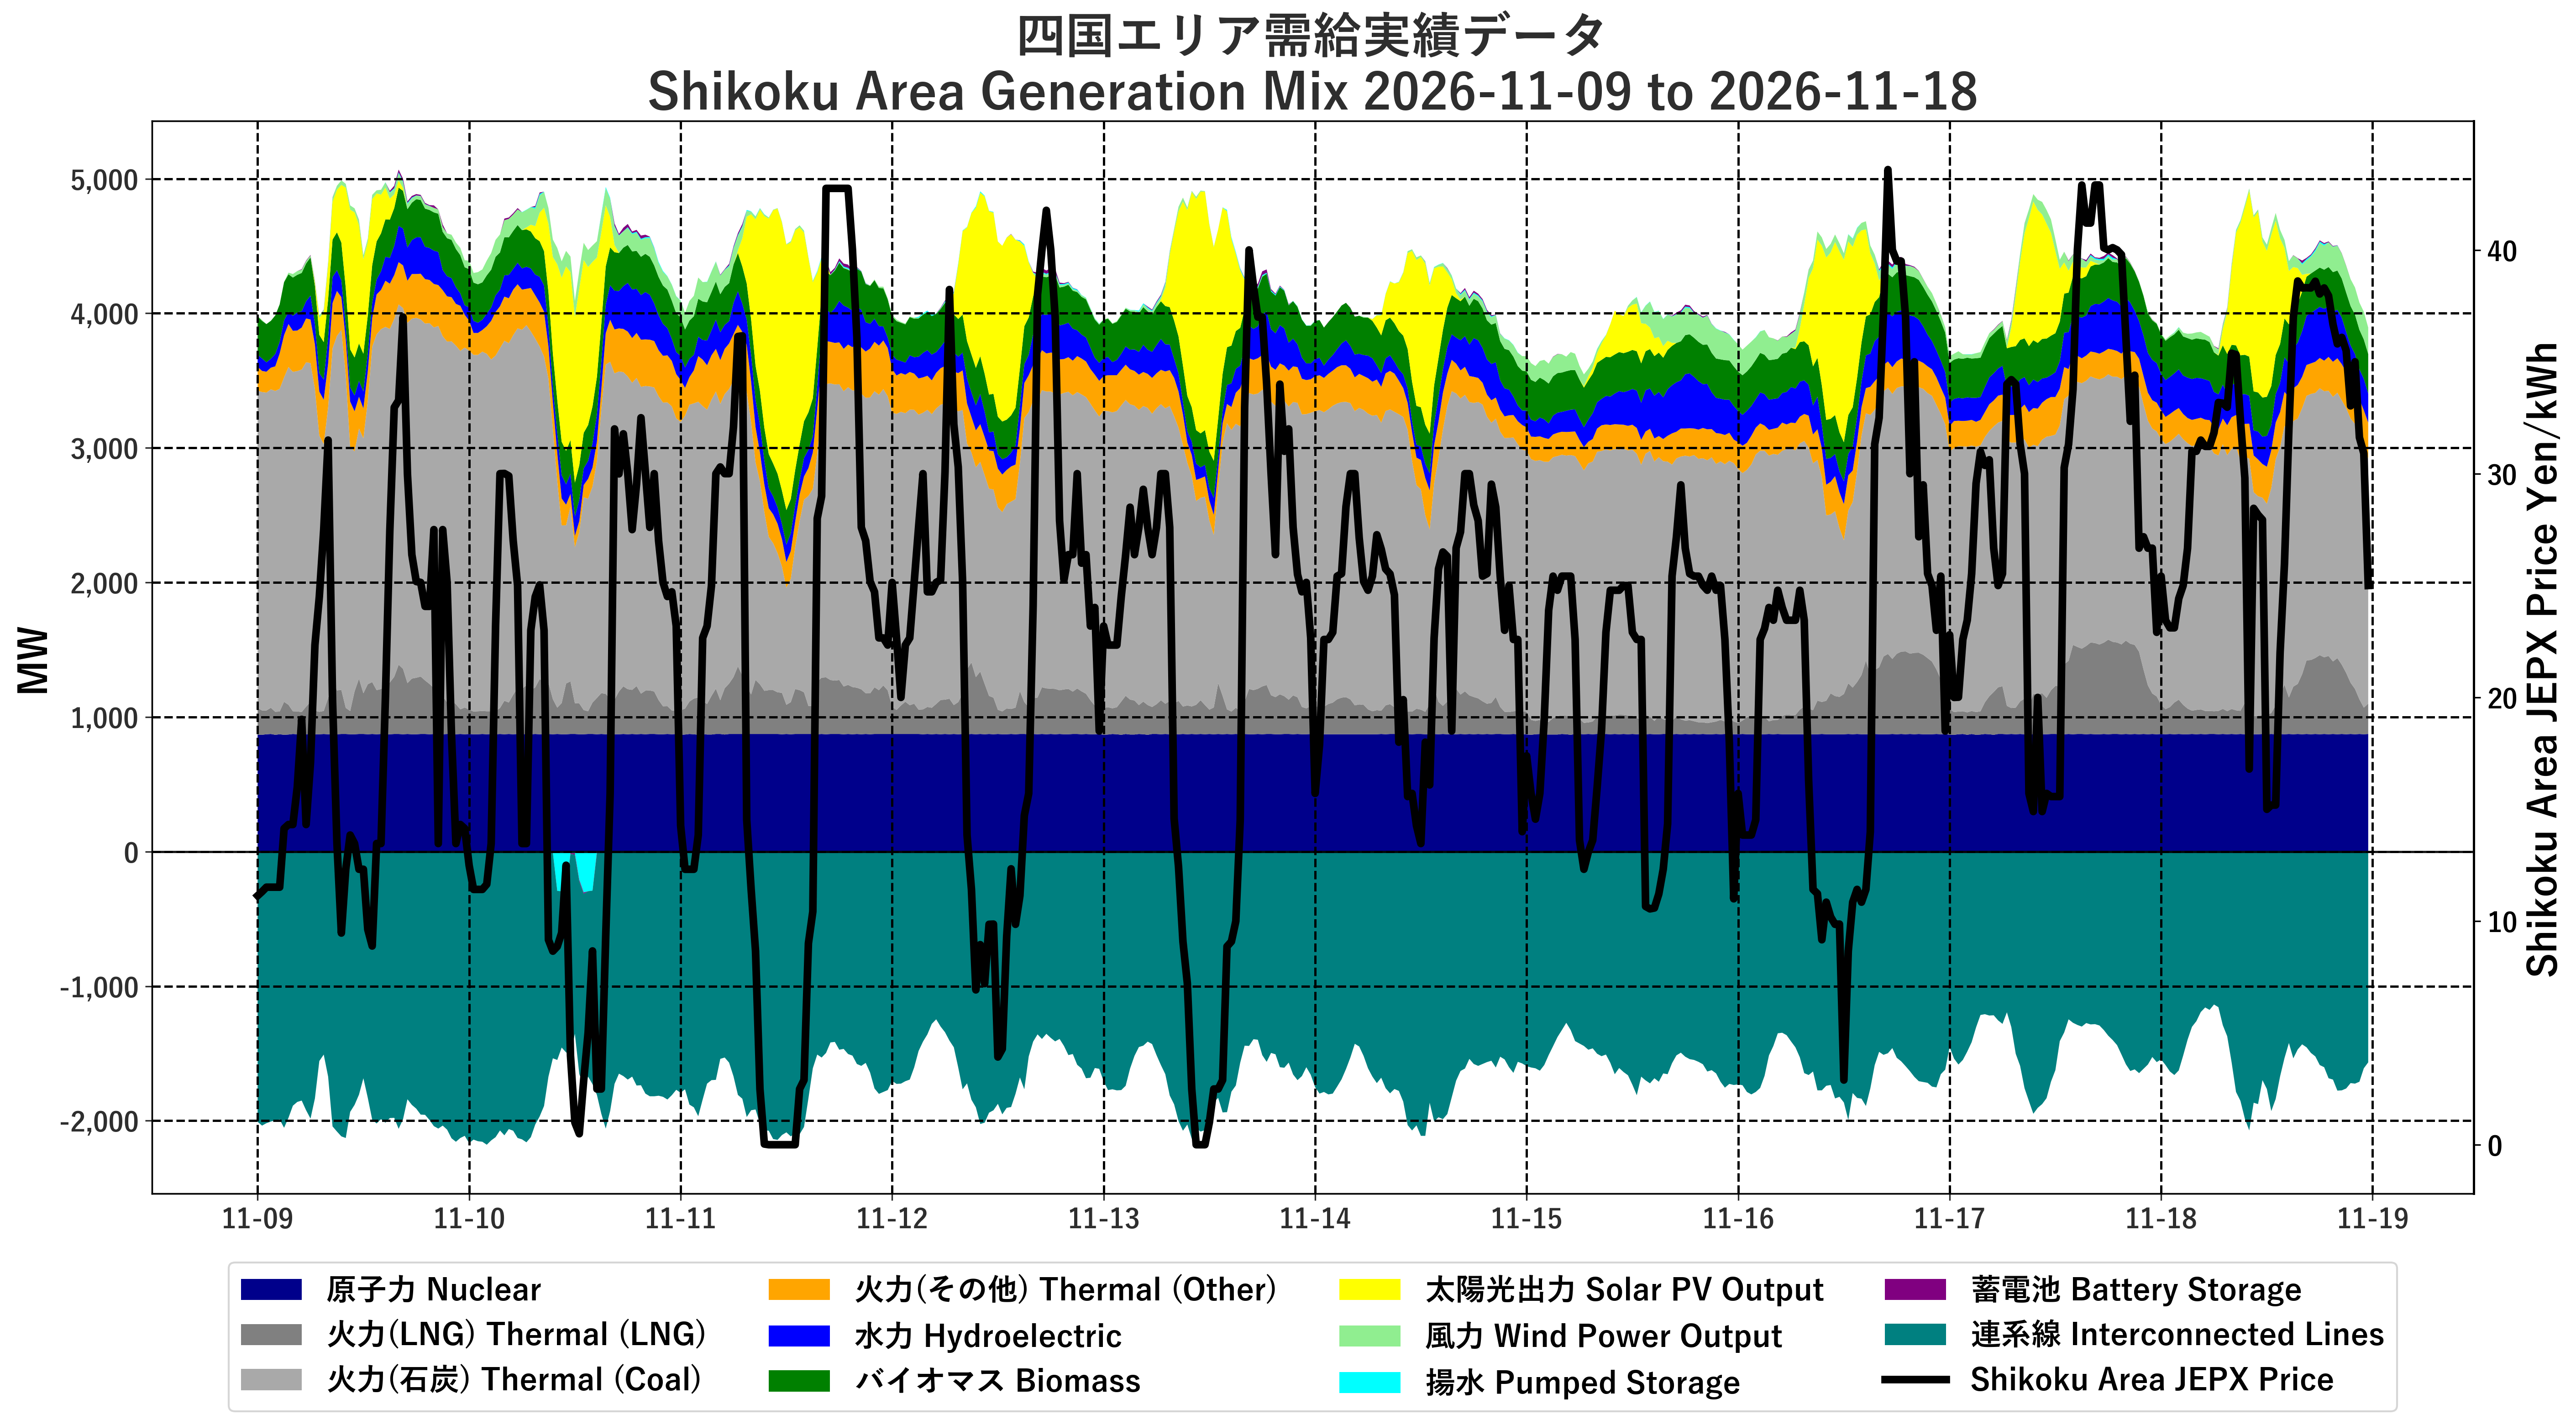 四国エリア需給実績データ
Shikoku Area Generation Mix 2026-11-09 to 2026-11-18
MW
5,000
4,000
3,000
2,000
1,000
0
-1,000
-2,000
40
30
20
10
0
Shikoku Area JEPX Price Yen/kWh
11-09 11-10 11-11 11-12 11-13 11-14 11-15 11-16 11-17 11-18 11-19
原子力 Nuclear
火力(LNG) Thermal (LNG)
火力(石炭) Thermal (Coal)
火力(その他) Thermal (Other)
水力 Hydroelectric
バイオマス Biomass
太陽光出力 Solar PV Output
風力 Wind Power Output
揚水 Pumped Storage
蓄電池 Battery Storage
連系線 Interconnected Lines
Shikoku Area JEPX Price